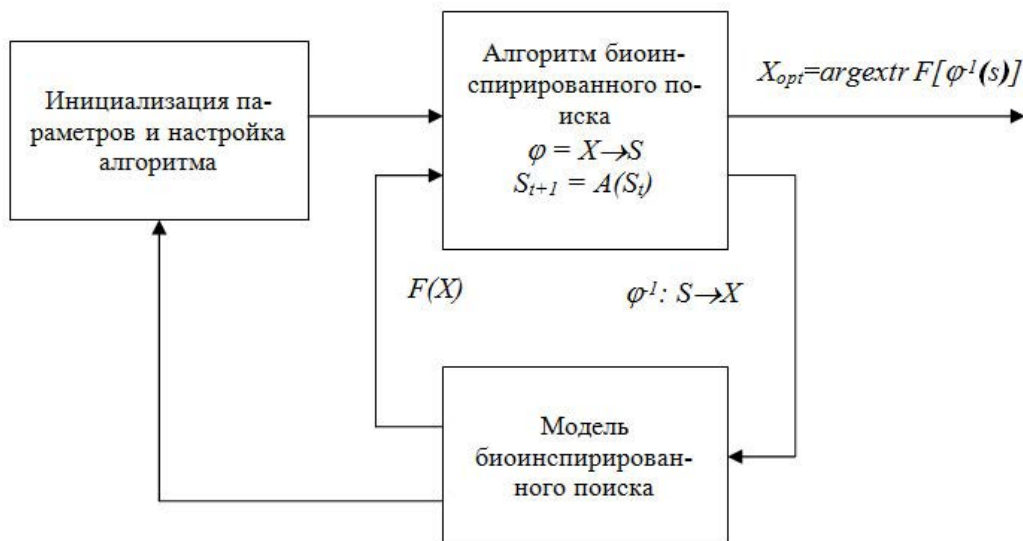 Инициализация па-
раметров и настройка
алгоритма
Алгоритм биоин-
спирированного по-
иска
φ = X→S
Sₜ₊₁ = A(Sₜ)
Xₒₚₜ=argextr F[φ⁻¹(s)]
F(X)
φ⁻¹: S→X
Модель
биоинспирирован-
ного поиска